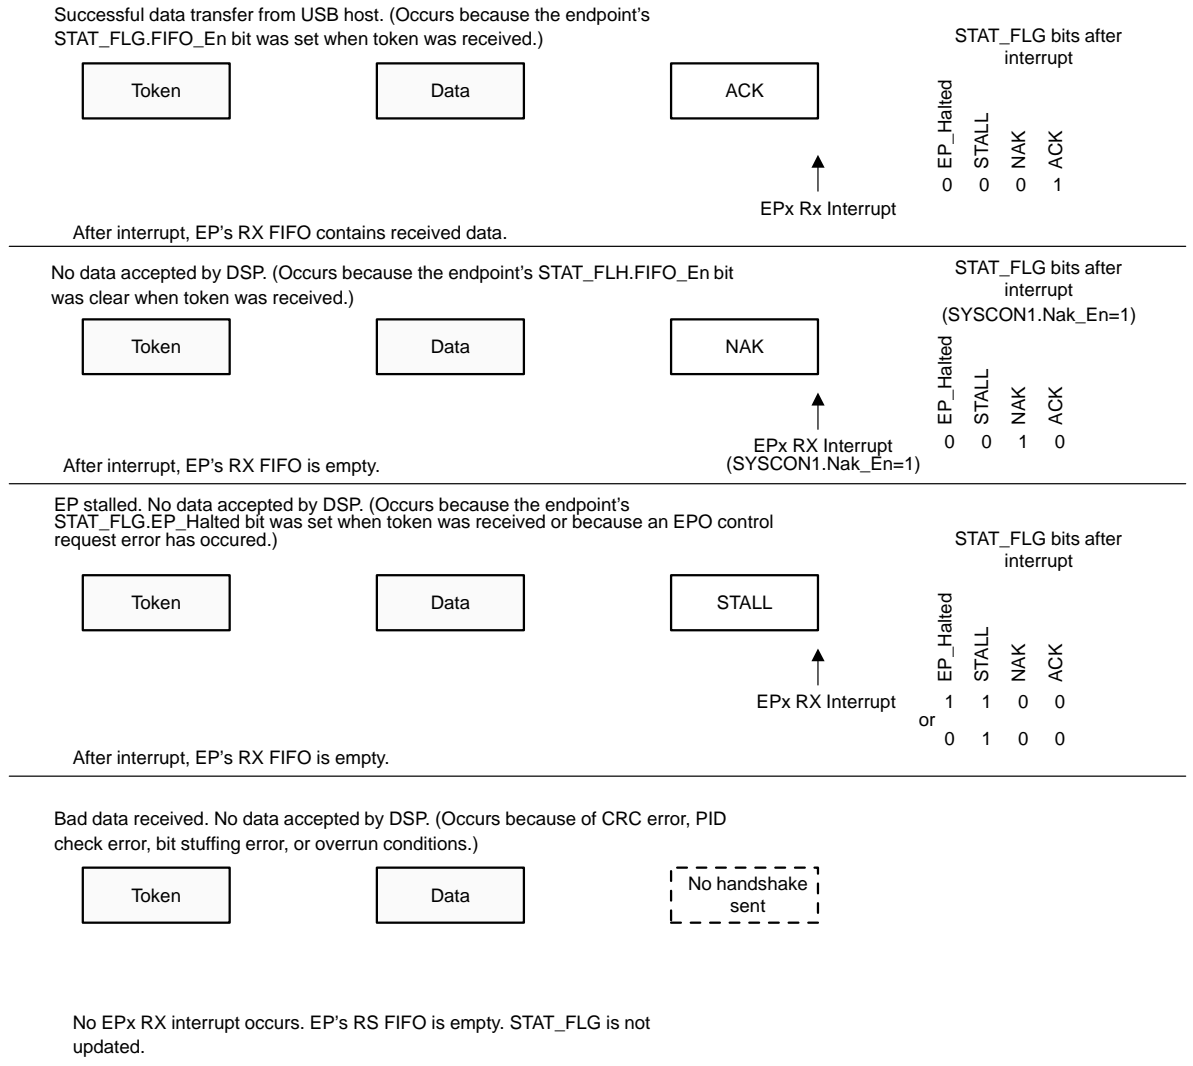 Successful data transfer from USB host. (Occurs because the endpoint's
STAT_FLG.FIFO_En bit was set when token was received.)
STAT_FLG bits after
interrupt
Token
Data
ACK
EP_Halted
STALL
NAK
ACK
0 0 0 1
EPx Rx Interrupt
After interrupt, EP's RX FIFO contains received data.
No data accepted by DSP. (Occurs because the endpoint's STAT_FLH.FIFO_En bit
was clear when token was received.)
STAT_FLG bits after
interrupt
(SYSCON1.Nak_En=1)
Token
Data
NAK
EP_Halted
STALL
NAK
ACK
0 0 1 0
EPx RX Interrupt
(SYSCON1.Nak_En=1)
After interrupt, EP's RX FIFO is empty.
EP stalled. No data accepted by DSP. (Occurs because the endpoint's
STAT_FLG.EP_Halted bit was set when token was received or because an EPO control
request error has occured.)
STAT_FLG bits after
interrupt
Token
Data
STALL
EP_Halted
STALL
NAK
ACK
EPx RX Interrupt
1 1 0 0
or
0 1 0 0
After interrupt, EP's RX FIFO is empty.
Bad data received. No data accepted by DSP. (Occurs because of CRC error, PID
check error, bit stuffing error, or overrun conditions.)
Token
Data
No handshake
sent
No EPx RX interrupt occurs. EP's RS FIFO is empty. STAT_FLG is not
updated.